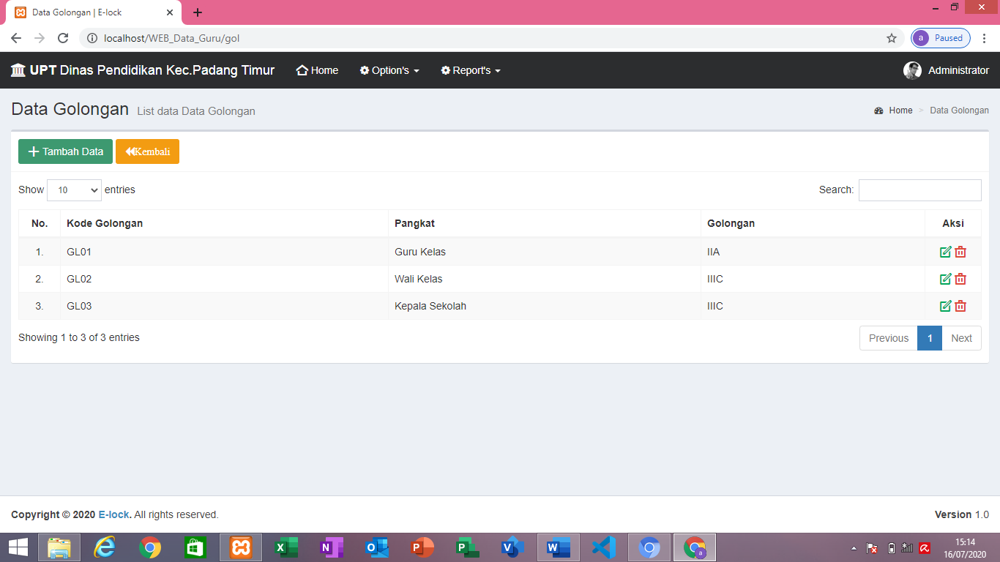 Data Golongan | E-lock
localhost/WEB_Data_Guru/gol
a Paused
UPT Dinas Pendidikan Kec.Padang Timur Home Option's Report's Administrator
Data Golongan List data Data Golongan Home > Data Golongan
Tambah Data Kembali
Show 10 entries Search:
No. Kode Golongan Pangkat Golongan Aksi
1. GL01 Guru Kelas IIA
2. GL02 Wali Kelas IIIC
3. GL03 Kepala Sekolah IIIC
Showing 1 to 3 of 3 entries Previous 1 Next
Copyright © 2020 E-lock. All rights reserved. Version 1.0
15:14
16/07/2020